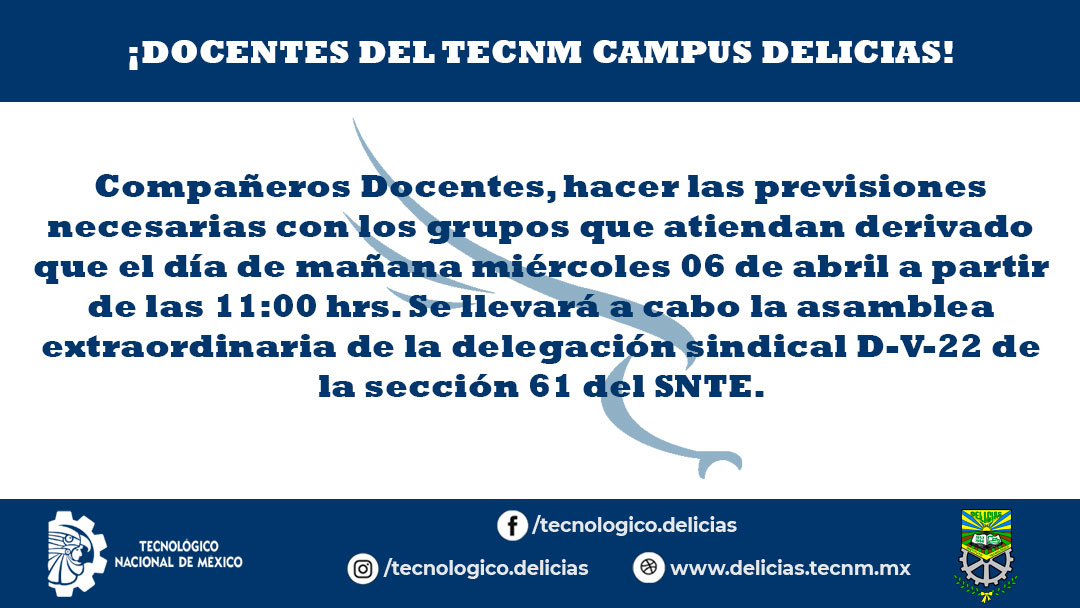 ¡DOCENTES DEL TECNM CAMPUS DELICIAS!
Compañeros Docentes, hacer las previsiones
necesarias con los grupos que atiendan derivado
que el día de mañana miércoles 06 de abril a partir
de las 11:00 hrs. Se llevará a cabo la asamblea
extraordinaria de la delegación sindical D-V-22 de
la sección 61 del SNTE.
TECNOLÓGICO
NACIONAL DE MÉXICO
/tecnologico.delicias
/tecnologico.delicias
www.delicias.tecnm.mx
DELICIAS